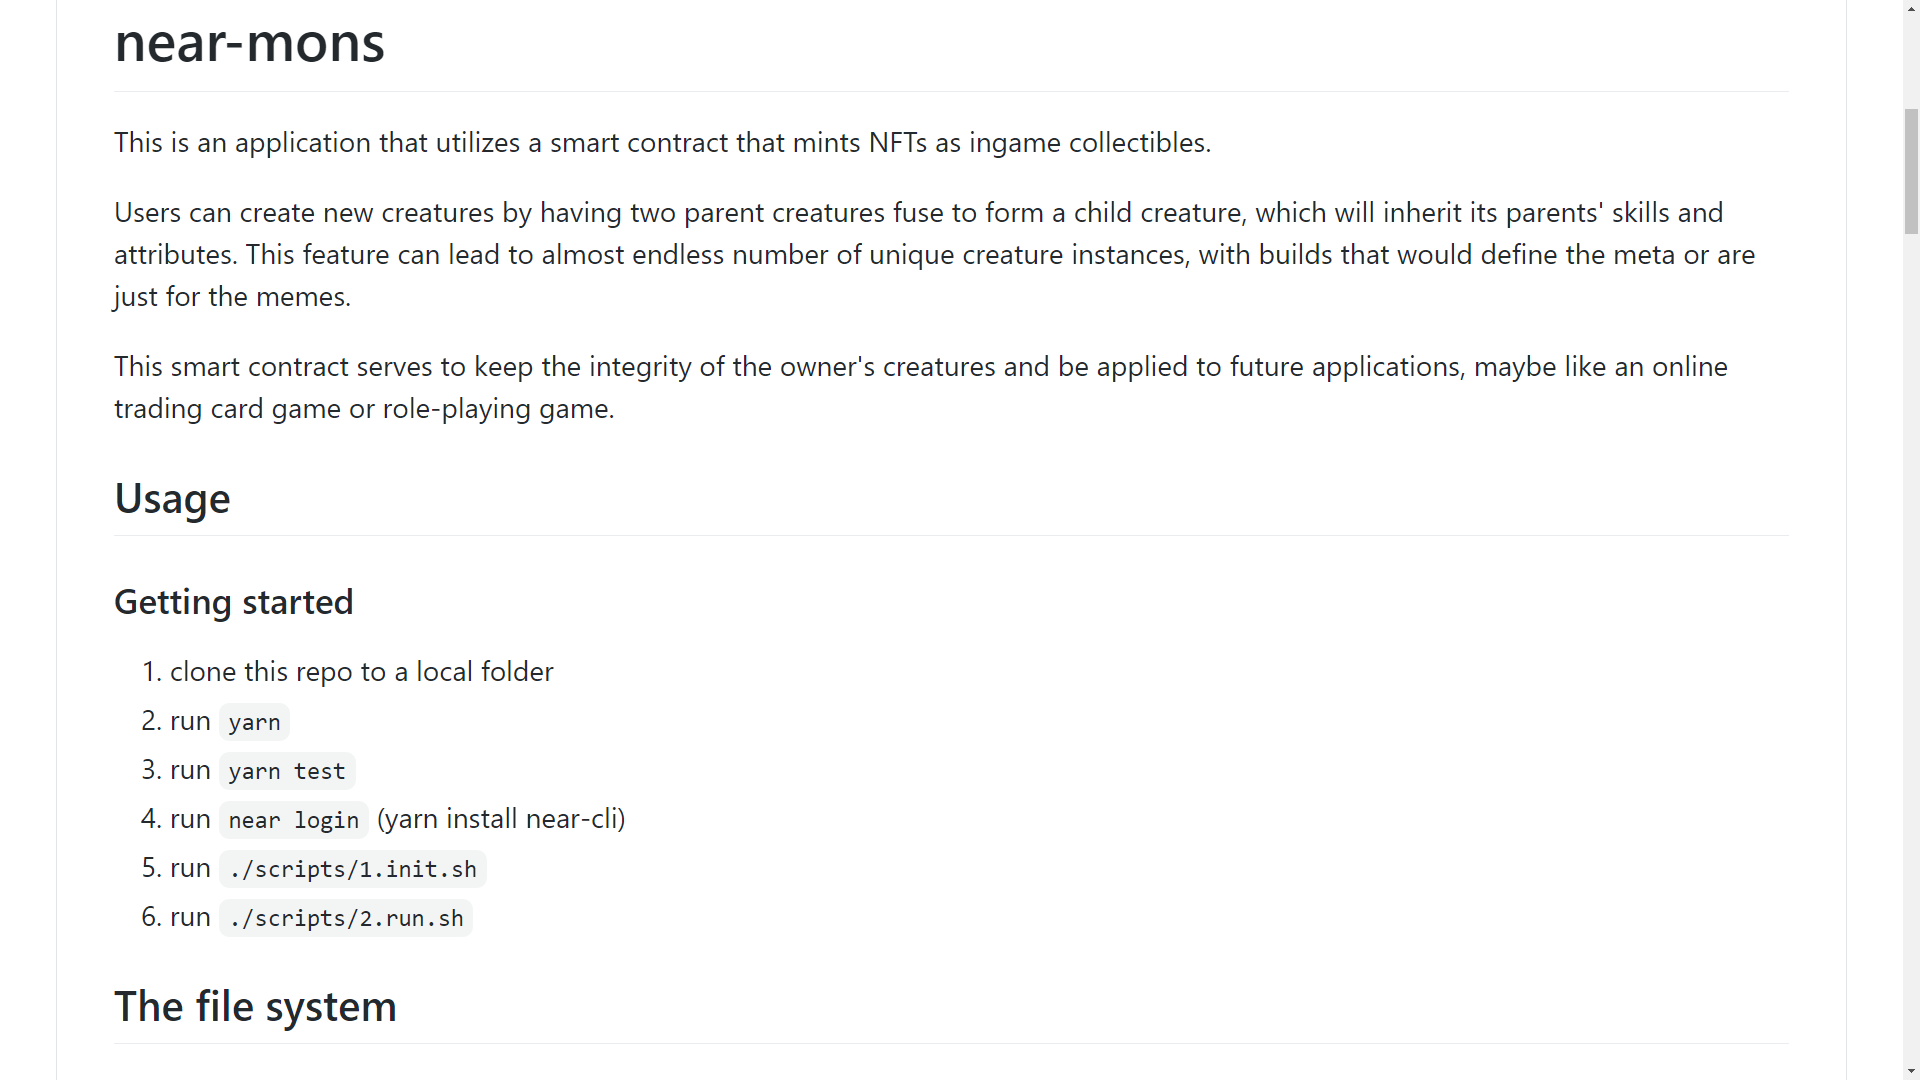 near-mons
This is an application that utilizes a smart contract that mints NFTs as ingame collectibles.
Users can create new creatures by having two parent creatures fuse to form a child creature, which will inherit its parents' skills and
attributes. This feature can lead to almost endless number of unique creature instances, with builds that would define the meta or are
just for the memes.
This smart contract serves to keep the integrity of the owner's creatures and be applied to future applications, maybe like an online
trading card game or role-playing game.
Usage
Getting started
1. clone this repo to a local folder
2. run yarn
3. run yarn test
4. run near login (yarn install near-cli)
5. run ./scripts/1.init.sh
6. run ./scripts/2.run.sh
The file system